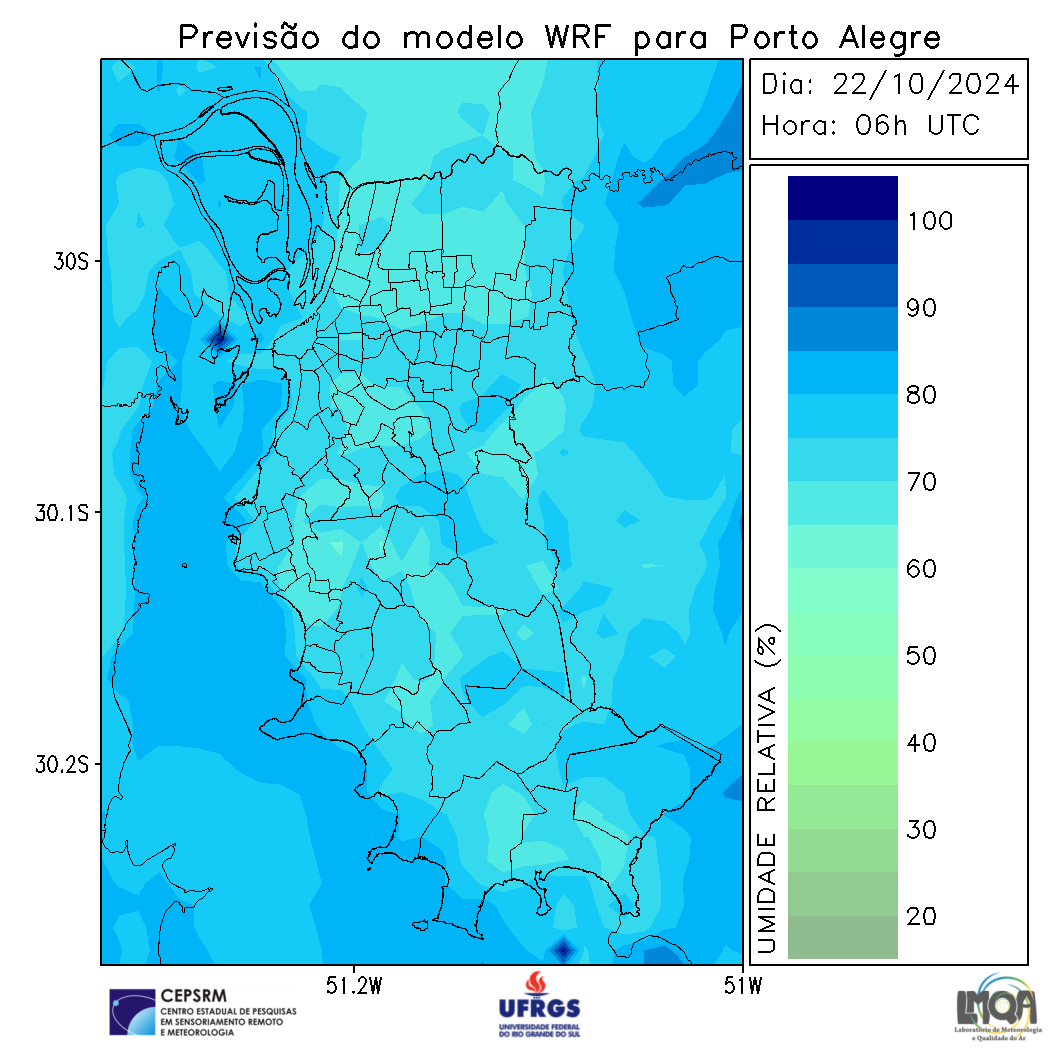 Previsão do modelo WRF para Porto Alegre
Dia: 22/10/2024
Hora: 06h UTC
30S
30.1S
30.2S
51.2W
51W
100
90
80
70
60
50
40
30
20
UMIDADE RELATIVA (%)
CEPSRM
CENTRO ESTADUAL DE PESQUISAS
EM SENSORIAMENTO REMOTO
E METEOROLOGIA
UFRGS
UNIVERSIDADE FEDERAL
DO RIO GRANDE DO SUL
LMQA
Laboratório de Meteorologia
e Qualidade do Ar